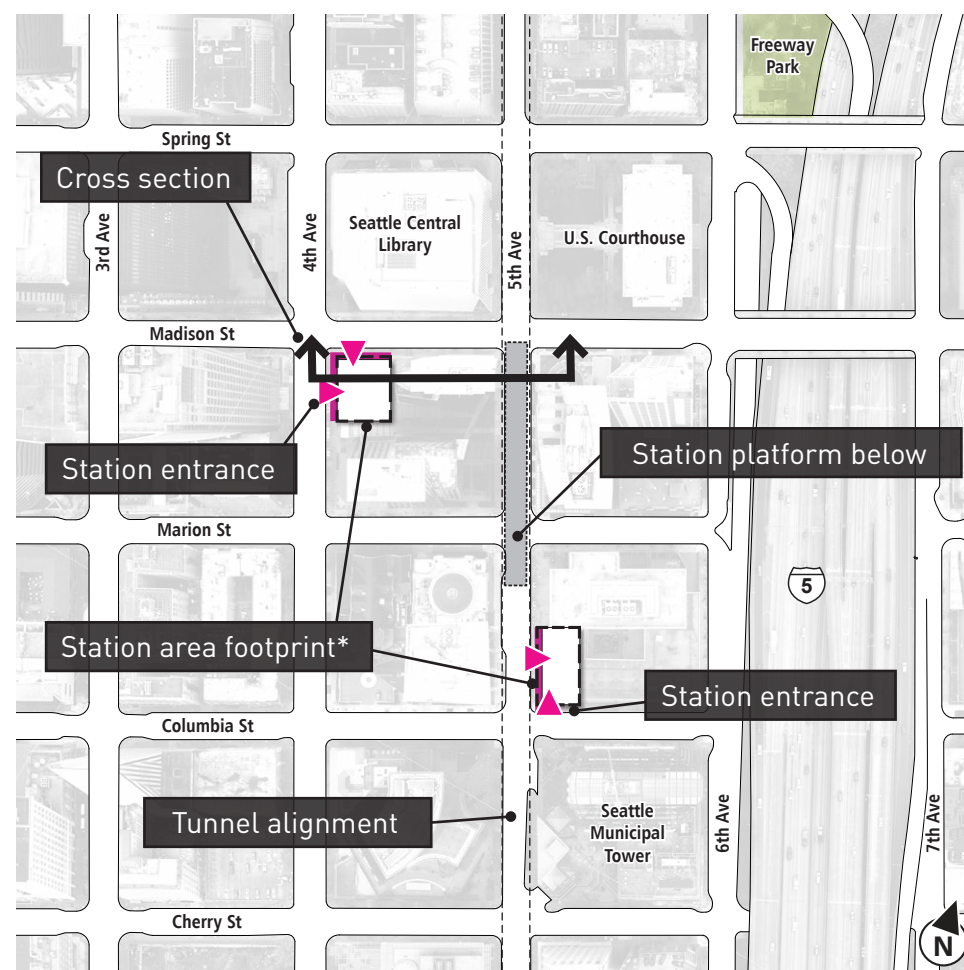 Freeway
Park
Spring St
Cross section
3rd Ave
4th Ave
Seattle Central
Library
5th Ave
U.S. Courthouse
Madison St
Station entrance
Station platform below
Marion St
5
Station area footprint*
Station entrance
Columbia St
Tunnel alignment
Seattle
Municipal
Tower
6th Ave
7th Ave
Cherry St
N